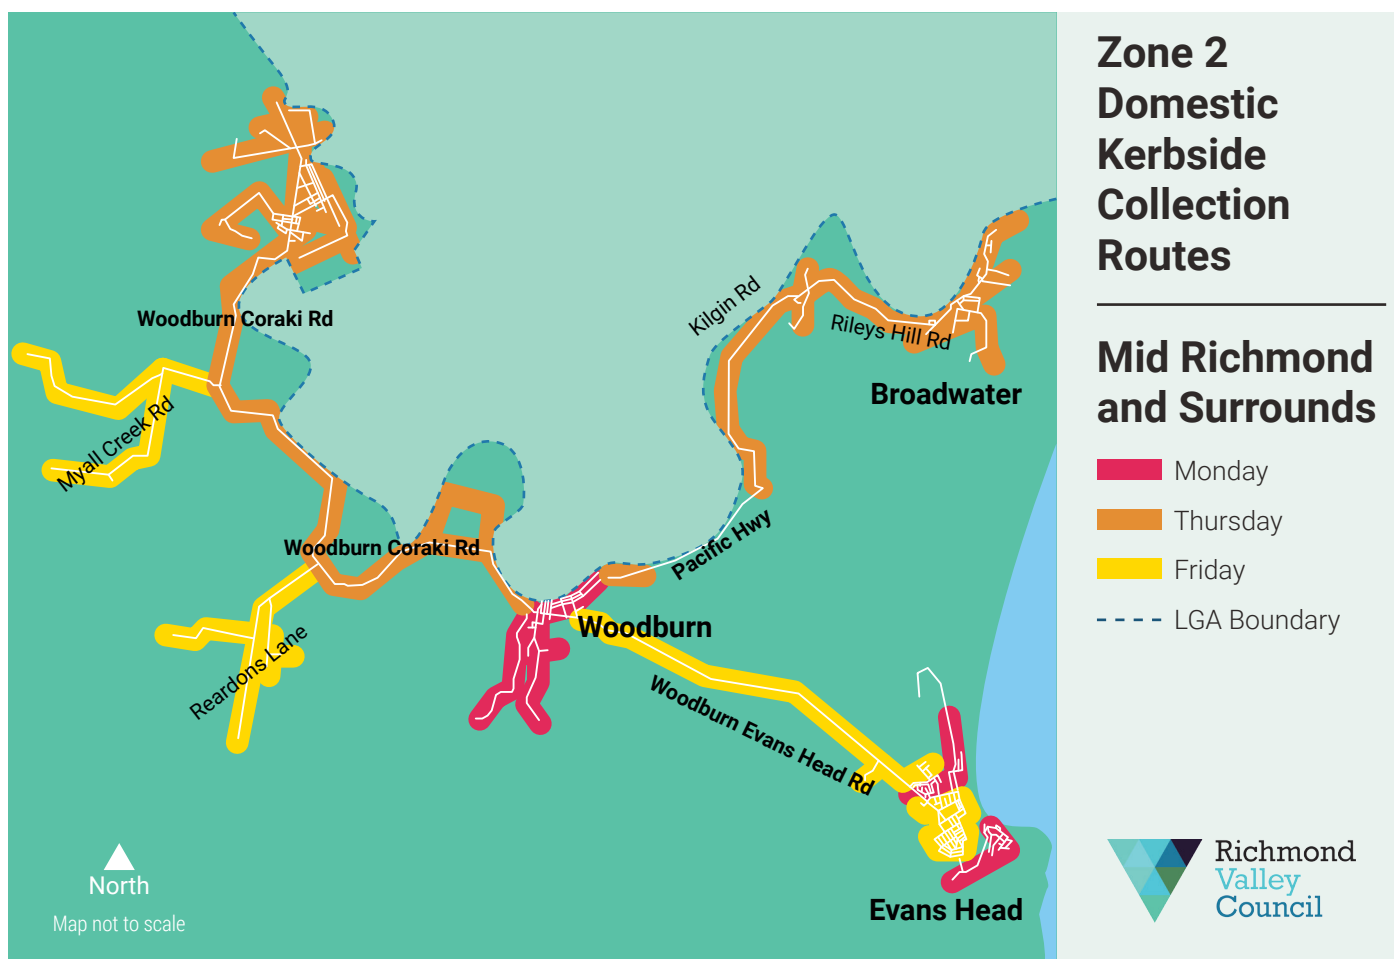 Zone 2
Domestic
Kerbside
Collection
Routes
Mid Richmond
and Surrounds
Monday
Thursday
Friday
LGA Boundary
Woodburn Coraki Rd
Kilgin Rd
Rileys Hill Rd
Broadwater
Myall Creek Rd
Woodburn Coraki Rd
Pacific Hwy
Woodburn
Reardons Lane
Woodburn Evans Head Rd
Evans Head
North
Map not to scale
Richmond
Valley
Council